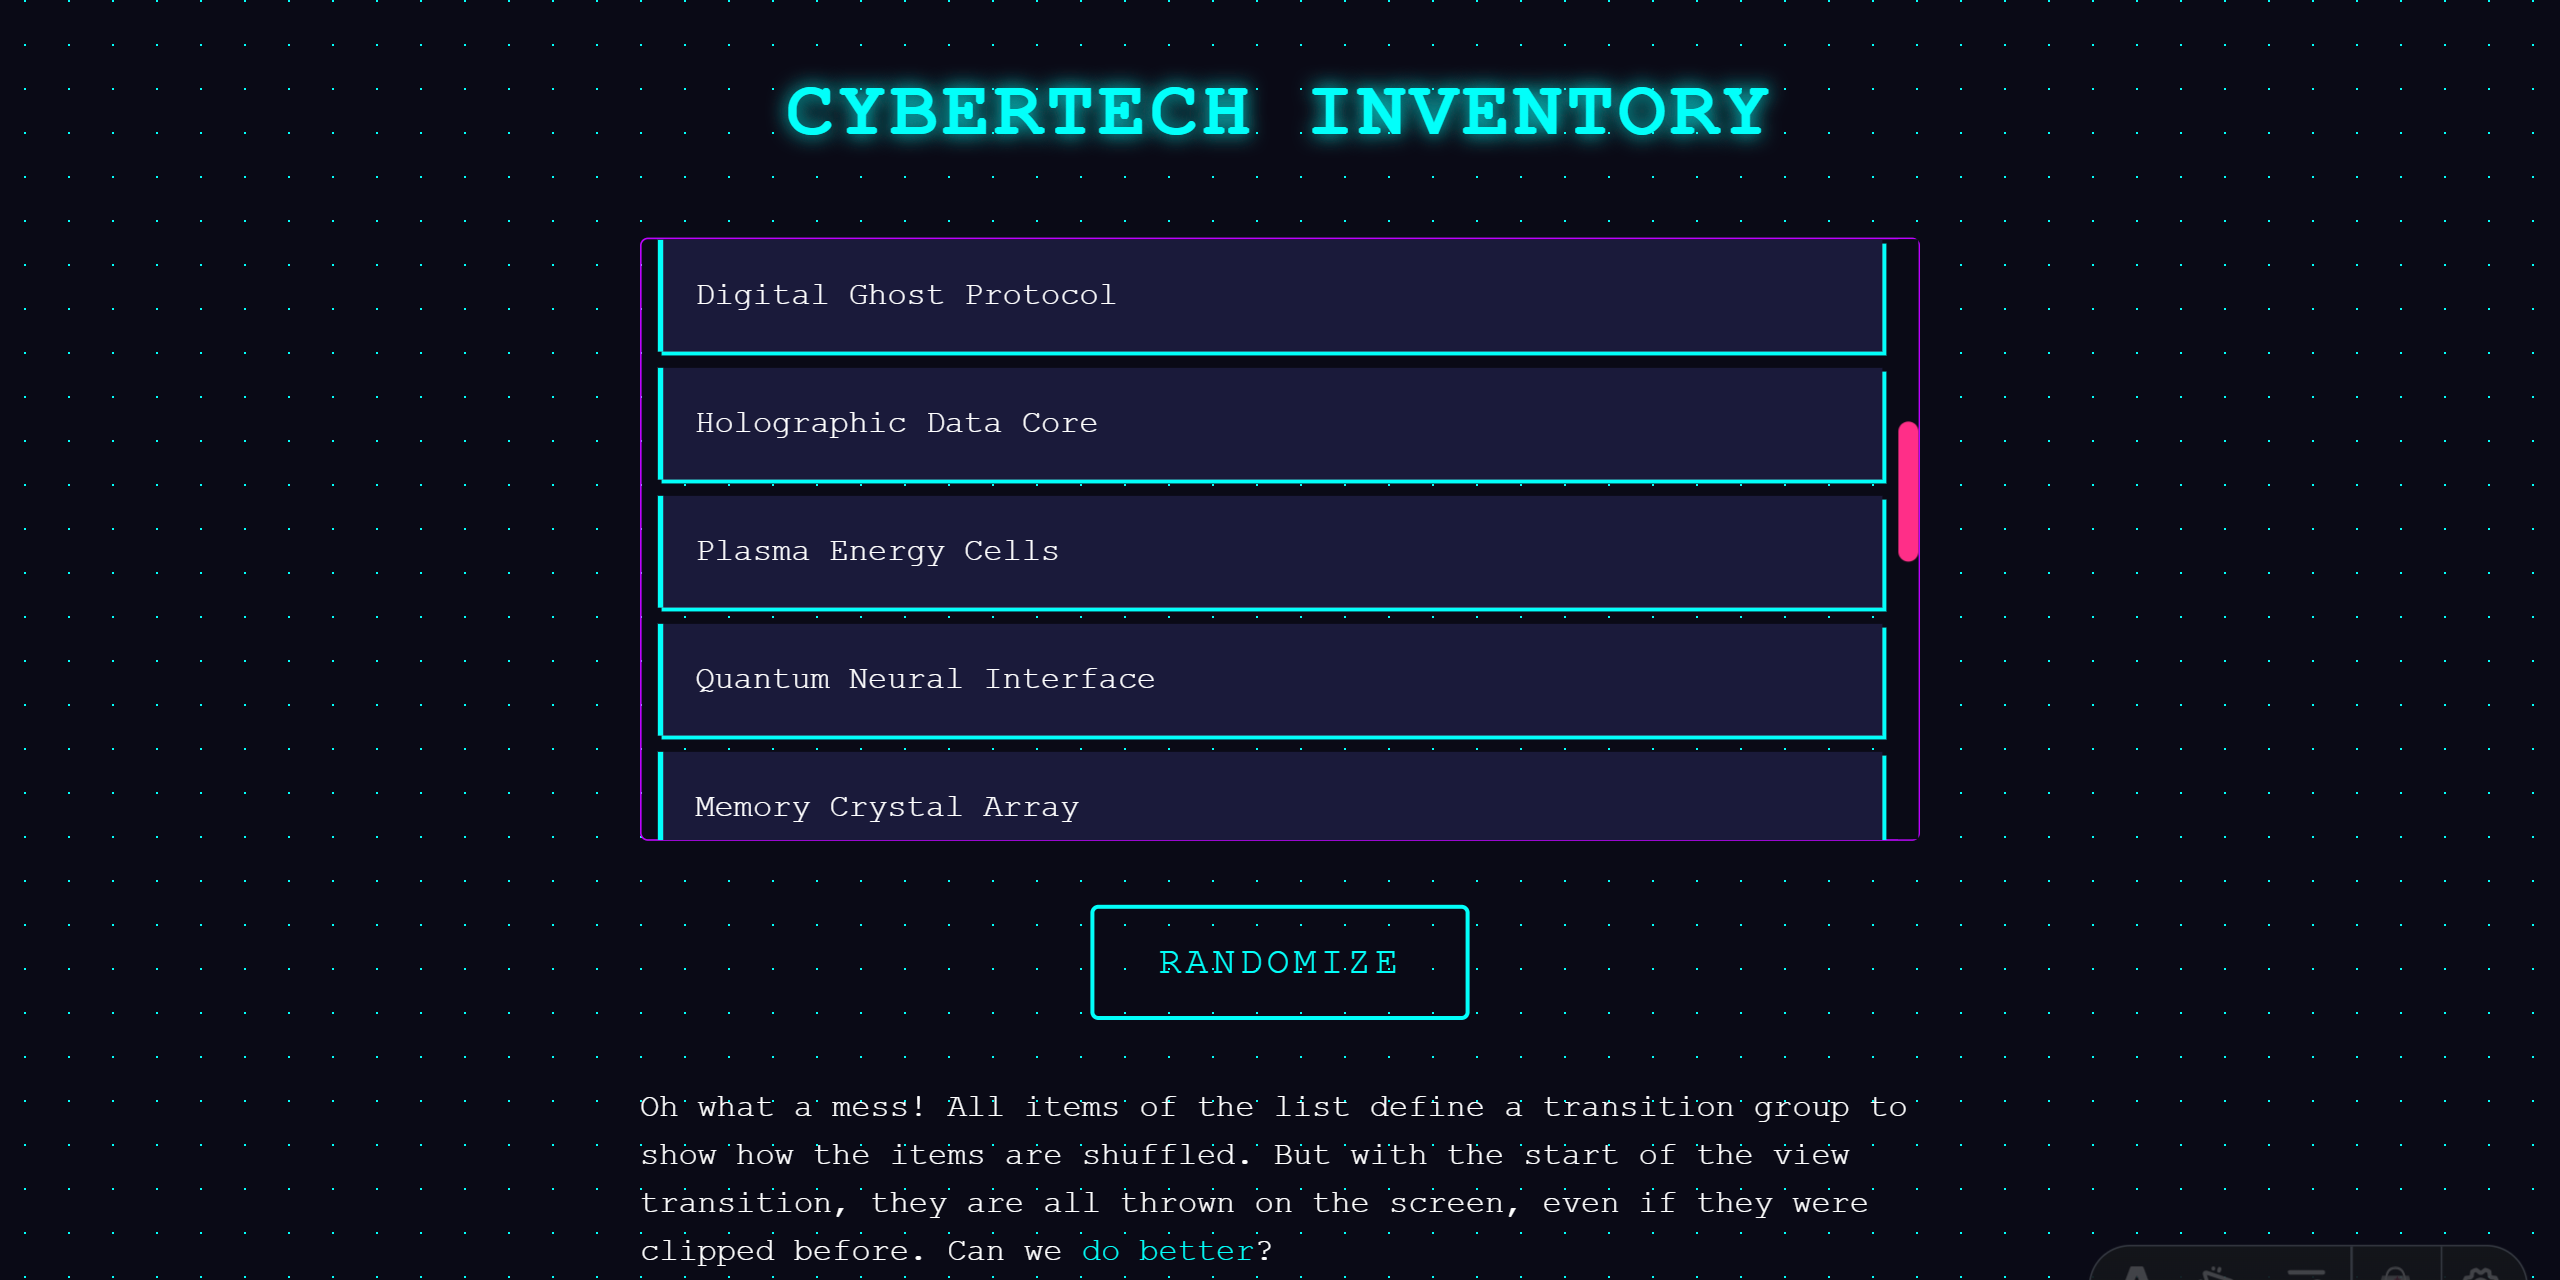 CYBERTECH INVENTORY
Digital Ghost Protocol
Holographic Data Core
Plasma Energy Cells
Quantum Neural Interface
Memory Crystal Array
RANDOMIZE
Oh what a mess! All items of the list define a transition group to
show how the items are shuffled. But with the start of the view
transition, they are all thrown on the screen, even if they were
clipped before. Can we do better?